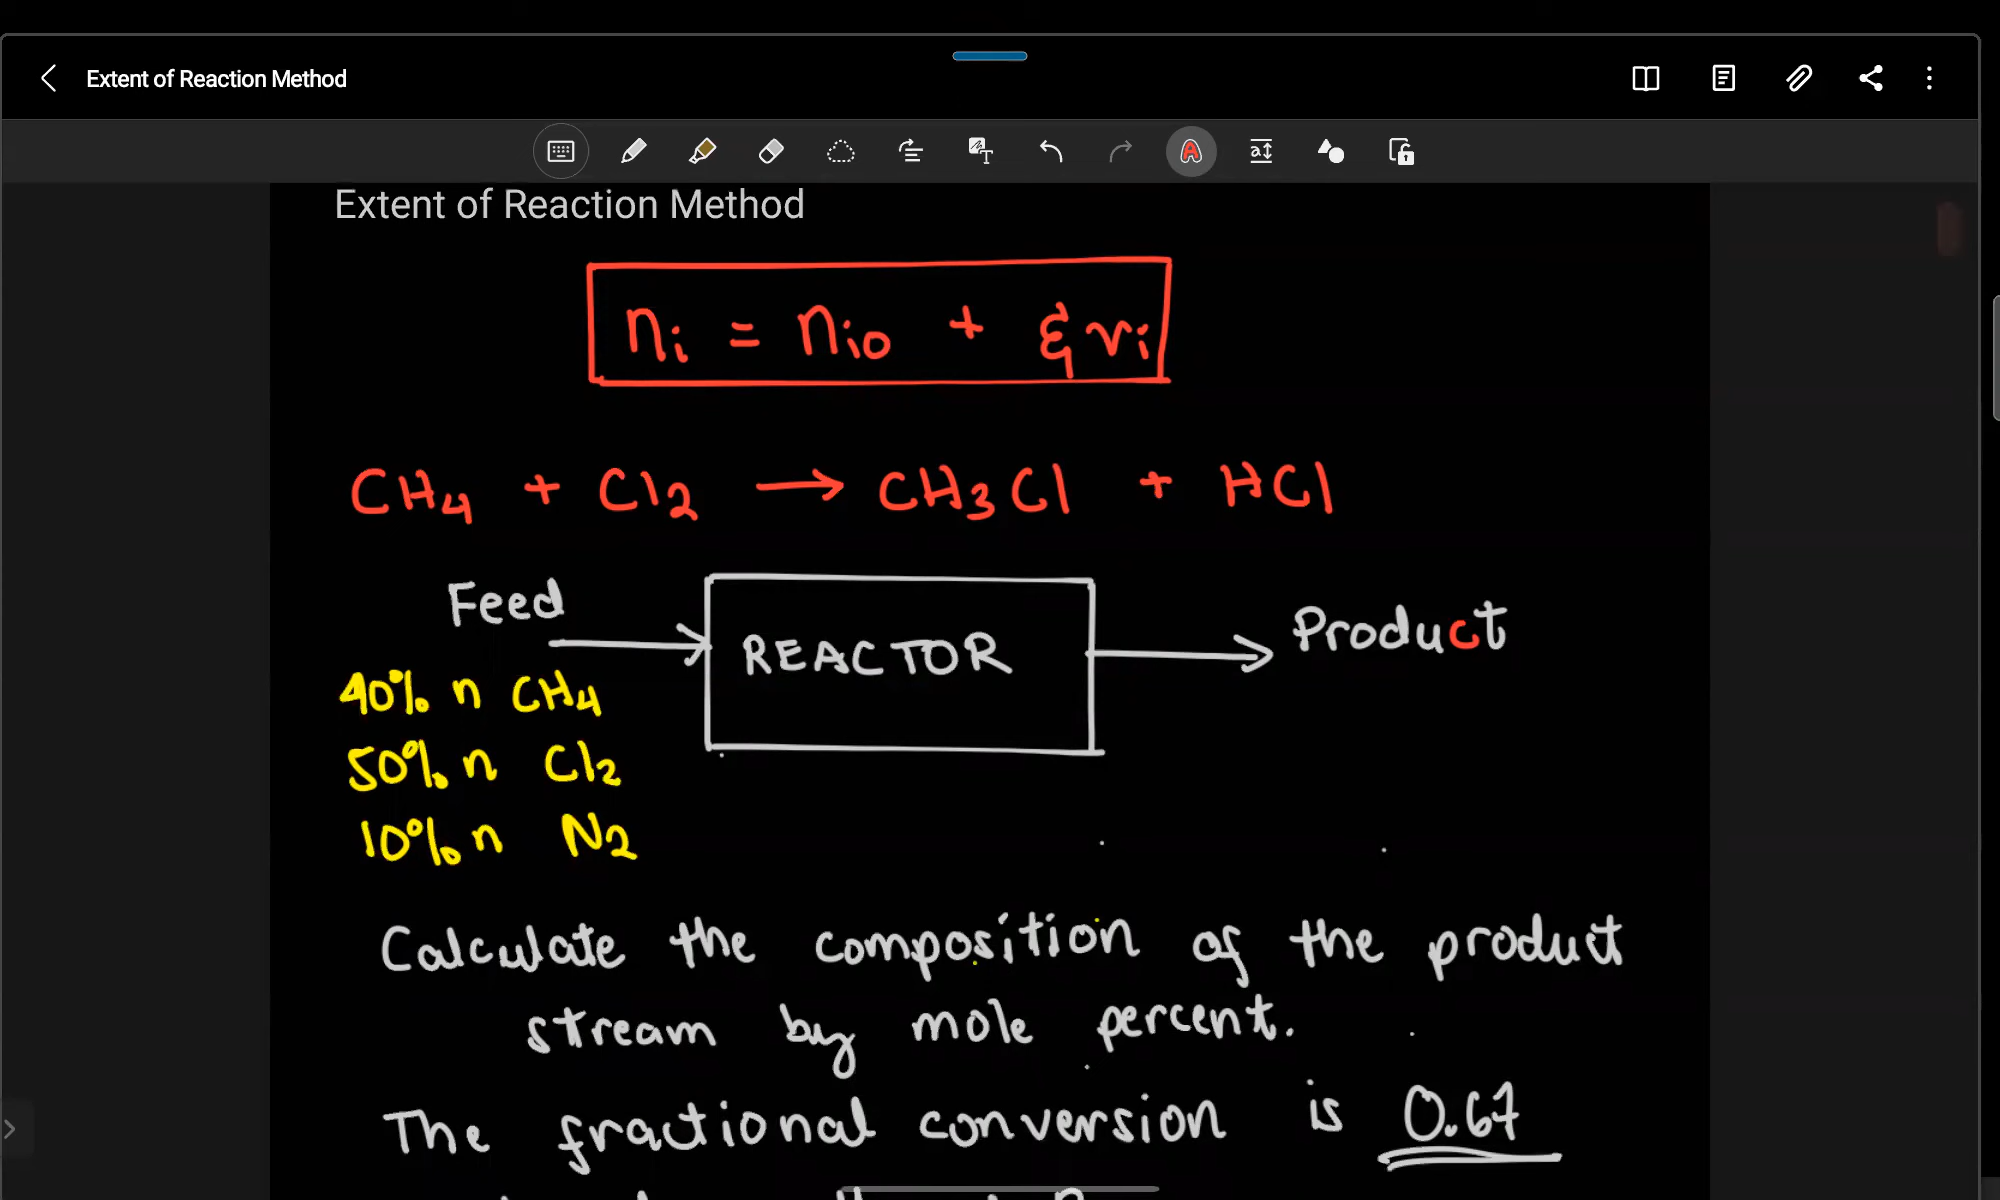 Extent of Reaction Method
Extent of Reaction Method
ni = nio + ξνi
CH4 + Cl2 → CH3Cl + HCl
Feed
REACTOR
Product
40% n CH4
50% n Cl2
10% n N2
Calculate the composition of the product
stream by mole percent.
The fractional conversion is 0.67